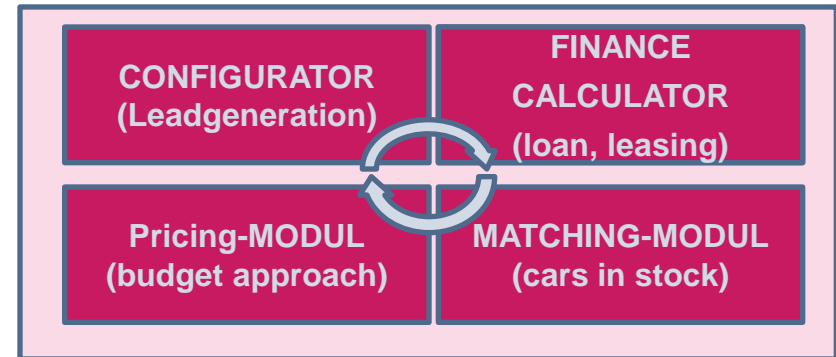 CONFIGURATOR
(Leadgeneration)
FINANCE
CALCULATOR
(loan, leasing)
Pricing-MODUL
(budget approach)
MATCHING-MODUL
(cars in stock)